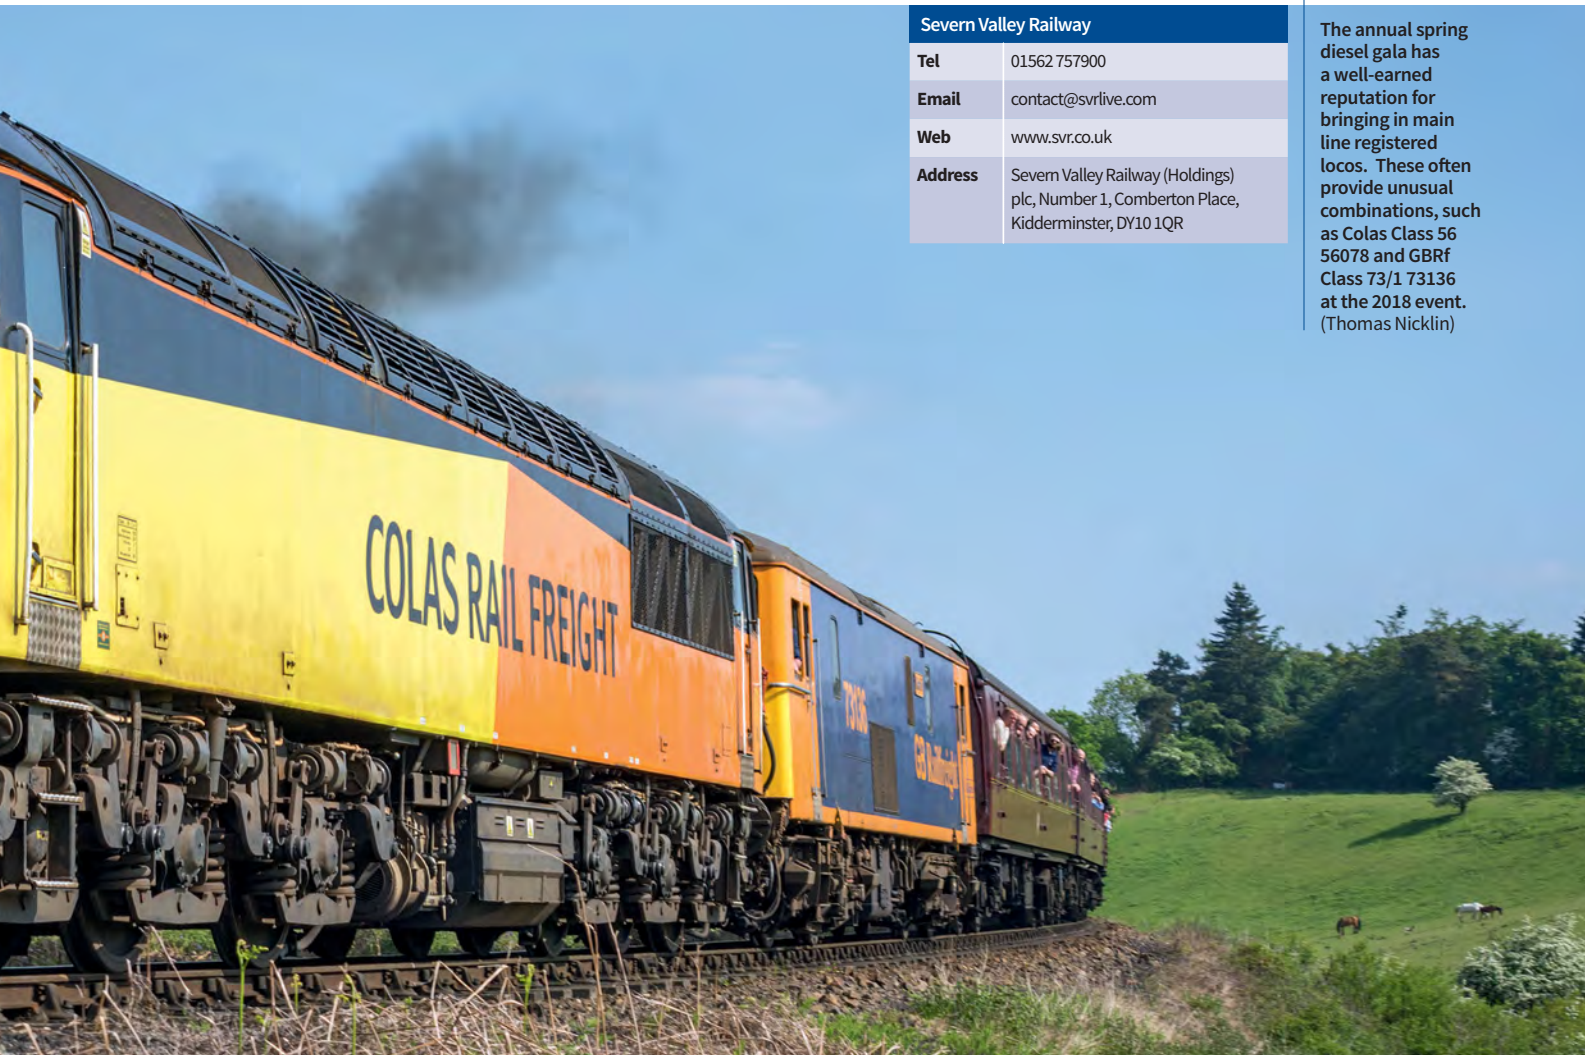 Severn Valley Railway
Tel 01562 757900
Email contact@svrlive.com
Web www.svr.co.uk
Address Severn Valley Railway (Holdings)
plc, Number 1, Comberton Place,
Kidderminster, DY10 1QR
The annual spring
diesel gala has
a well-earned
reputation for
bringing in main
line registered
locos. These often
provide unusual
combinations, such
as Colas Class 56
56078 and GBRf
Class 73/1 73136
at the 2018 event.
(Thomas Nicklin)
COLAS RAIL FREIGHT
73136
GB Railfreight